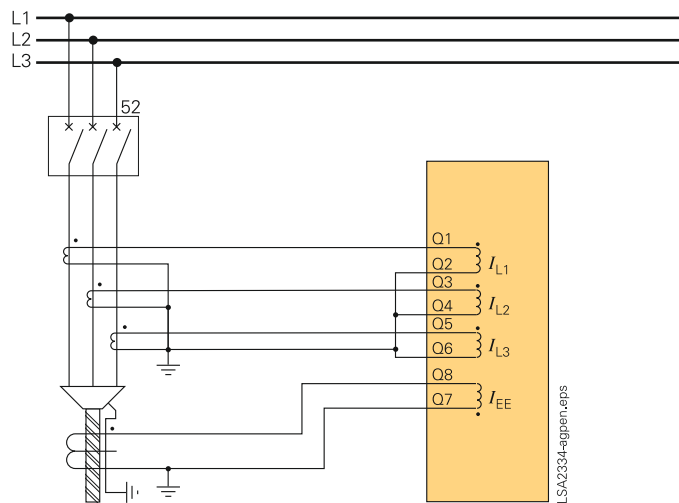 L1
L2
L3
52
Q1
Q2
I_L1
Q3
Q4
I_L2
Q5
Q6
I_L3
Q8
Q7
I_EE
LSA2334-agpen.eps